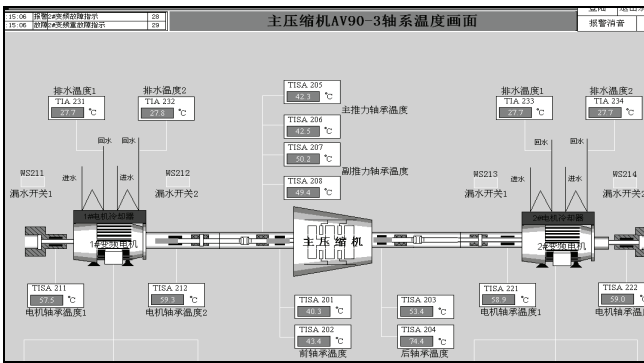 :15:06 报警2#变频故障指示 28
:15:06 故障2#变频重故障指示 29
主压缩机AV90-3轴系温度画面
报警消音
排水温度1
TIA 231
27.7 ℃
排水温度2
TIA 232
27.8 ℃
TISA 205
42.3 ℃
主推力轴承温度
TISA 206
42.5 ℃
TISA 207
50.2 ℃
副推力轴承温度
TISA 208
49.4 ℃
排水温度1
TIA 233
27.7 ℃
排水温度2
TIA 234
27.7 ℃
回水 回水
回水 回水
WS211 进水 进水 WS212
漏水开关1 漏水开关2
WS213 进水 进水 WS214
漏水开关1 漏水开关2
1#电机冷却器
1#变频电机
主压缩机
2#电机冷却器
2#变频电机
TISA 211
57.5 ℃
电机轴承温度1
TISA 212
59.3 ℃
电机轴承温度2
TISA 201
40.3 ℃
TISA 202
43.4 ℃
前轴承温度
TISA 203
53.4 ℃
TISA 204
74.4 ℃
后轴承温度
TISA 221
58.9 ℃
电机轴承温度1
TISA 222
59.0
电机轴承温